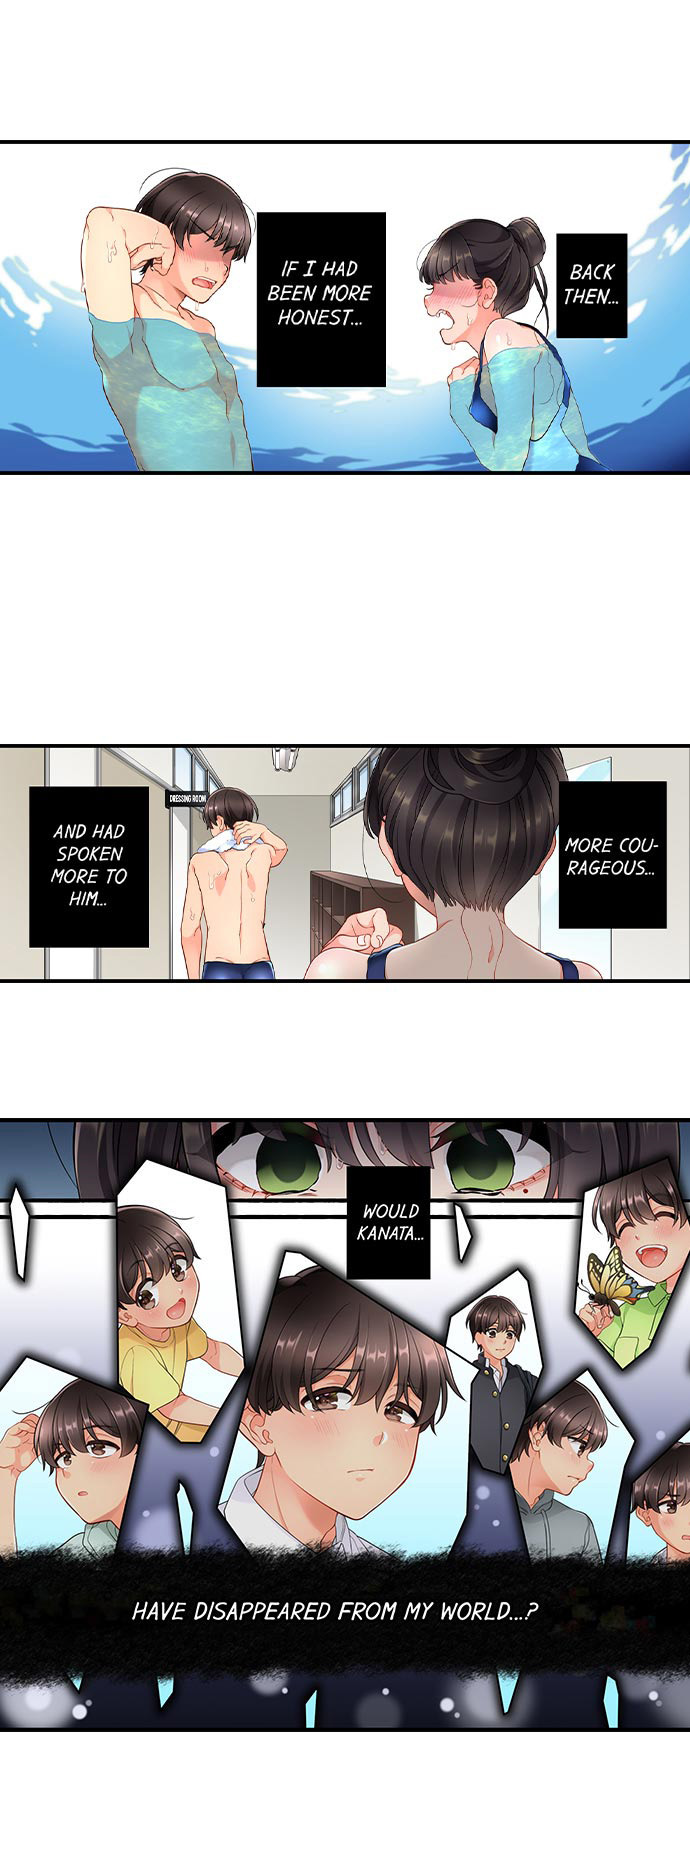 BACK
THEN...
IF I HAD
BEEN MORE
HONEST...
DRESSING ROOM
MORE COU-
RAGEOUS...
AND HAD
SPOKEN
MORE TO
HIM...
WOULD
KANATA...
HAVE DISAPPEARED FROM MY WORLD...?